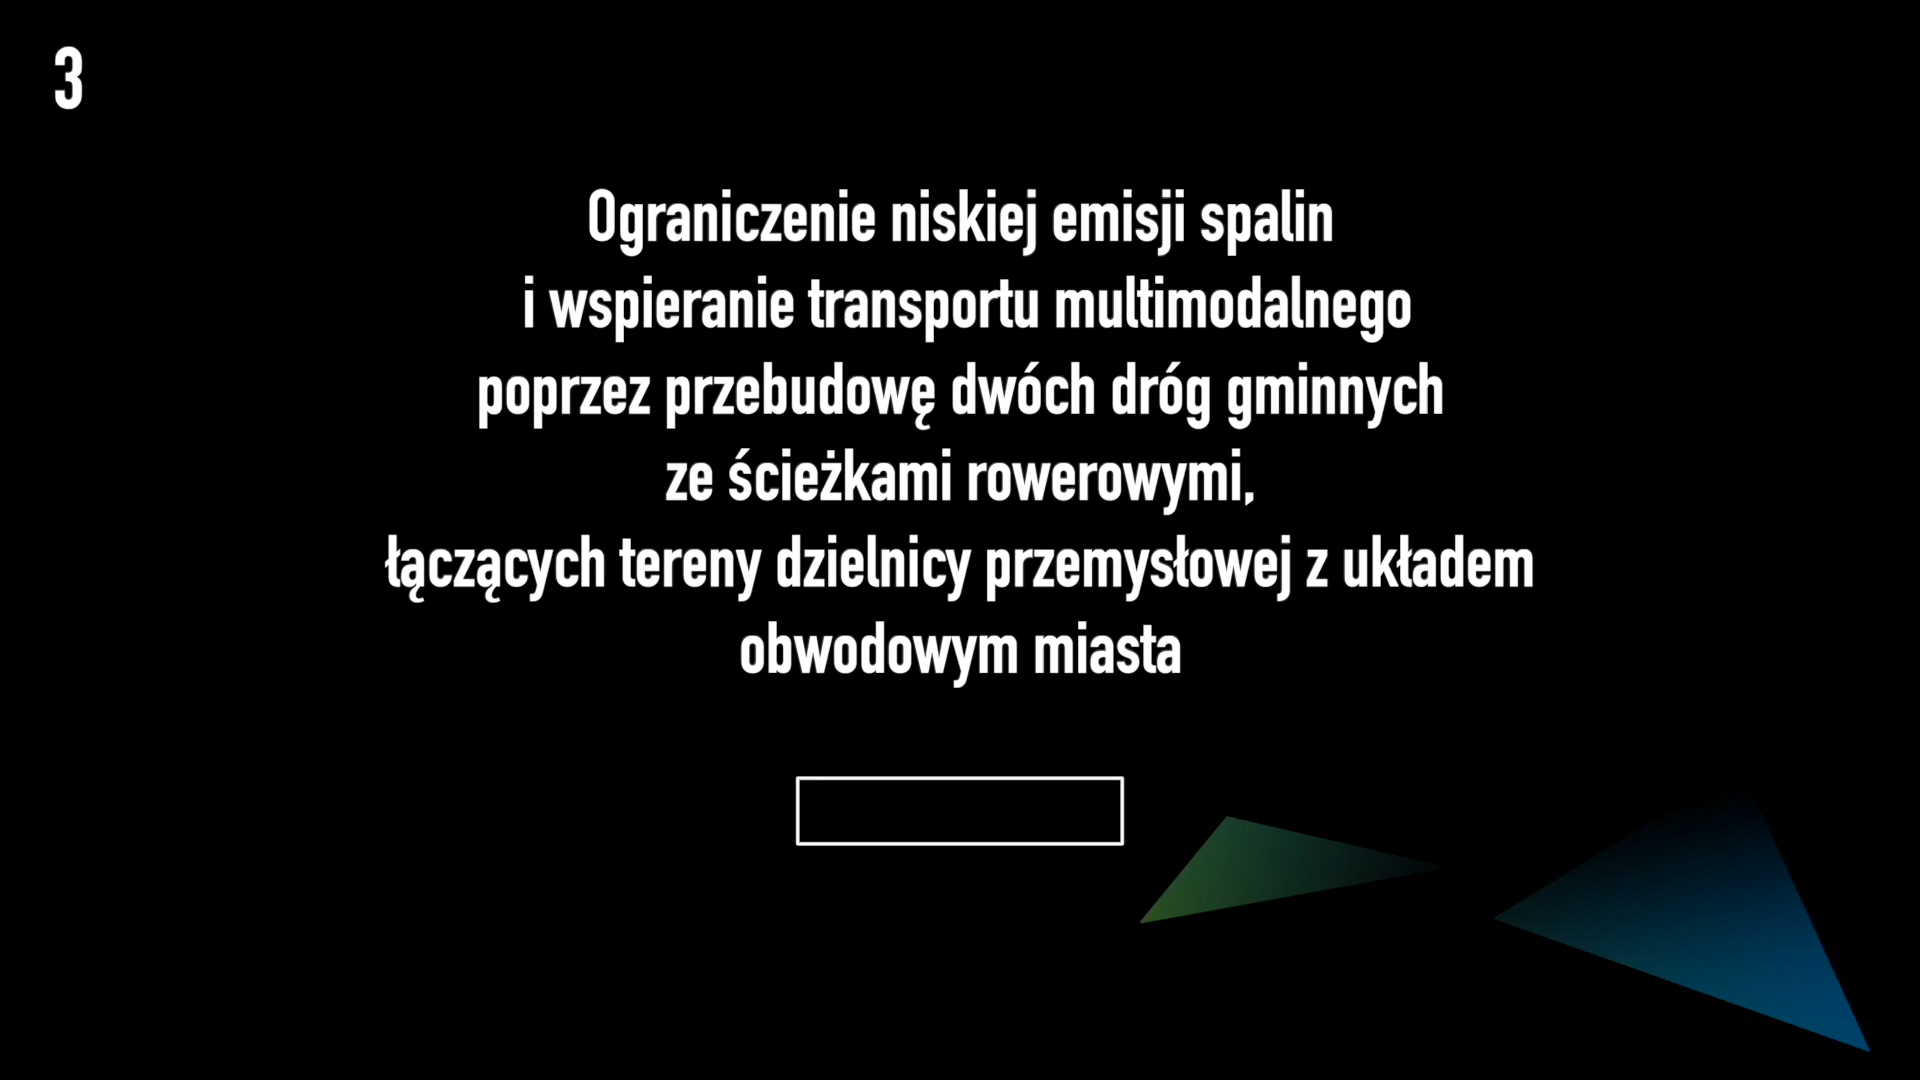 3
Ograniczenie niskiej emisji spalin
i wspieranie transportu multimodalnego
poprzez przebudowę dwóch dróg gminnych
ze ścieżkami rowerowymi,
łączących tereny dzielnicy przemysłowej z układem
obwodowym miasta